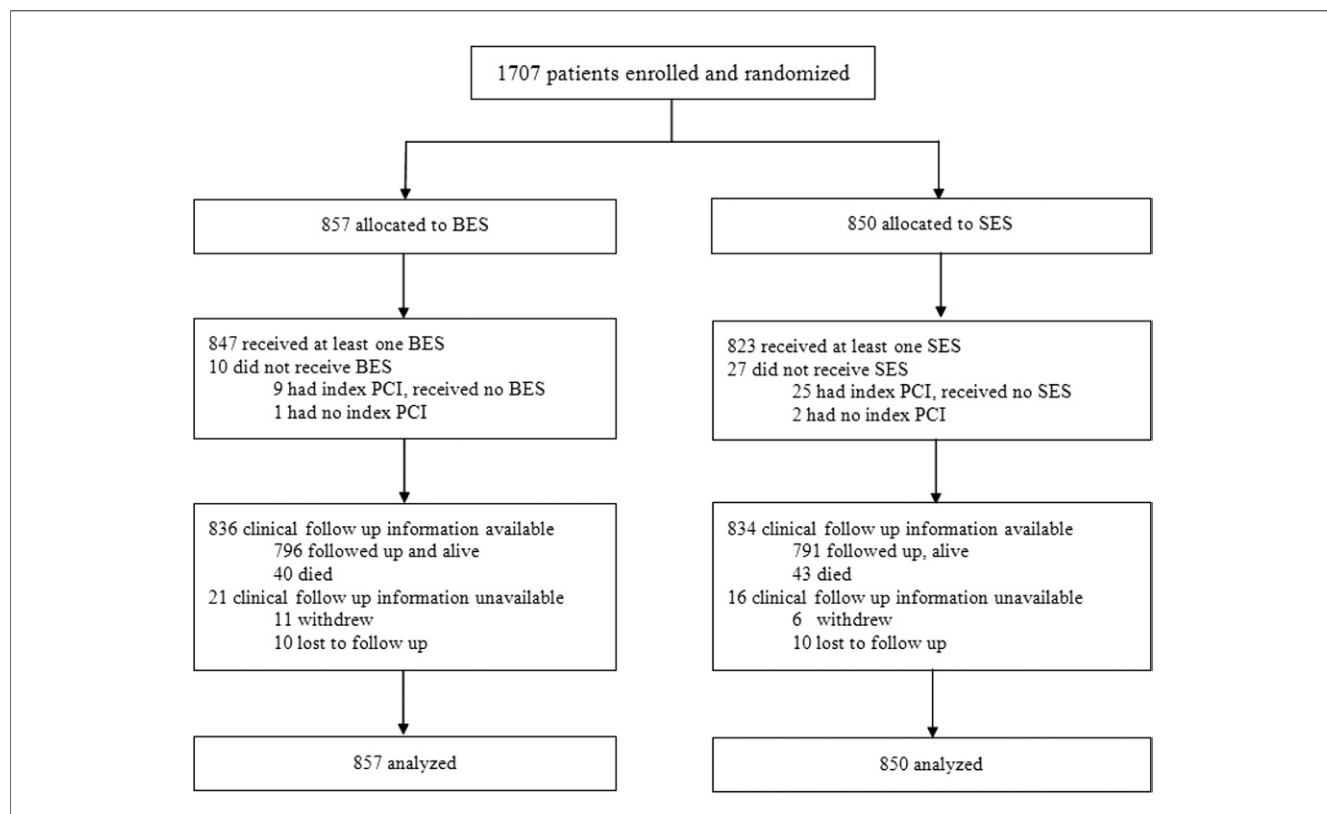 1707 patients enrolled and randomized
857 allocated to BES
850 allocated to SES
847 received at least one BES
10 did not receive BES
9 had index PCI, received no BES
1 had no index PCI
823 received at least one SES
27 did not receive SES
25 had index PCI, received no SES
2 had no index PCI
836 clinical follow up information available
796 followed up and alive
40 died
21 clinical follow up information unavailable
11 withdrew
10 lost to follow up
834 clinical follow up information available
791 followed up, alive
43 died
16 clinical follow up information unavailable
6 withdrew
10 lost to follow up
857 analyzed
850 analyzed